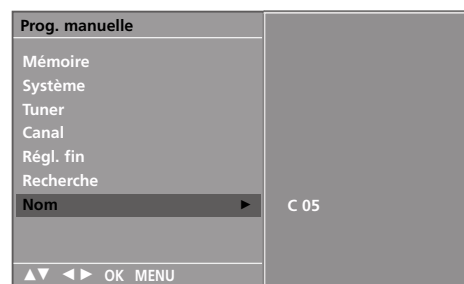 Prog. manuelle
Mémoire
Système
Tuner
Canal
Régl. fin
Recherche
Nom ► C 05
▲▼ ◄► OK MENU